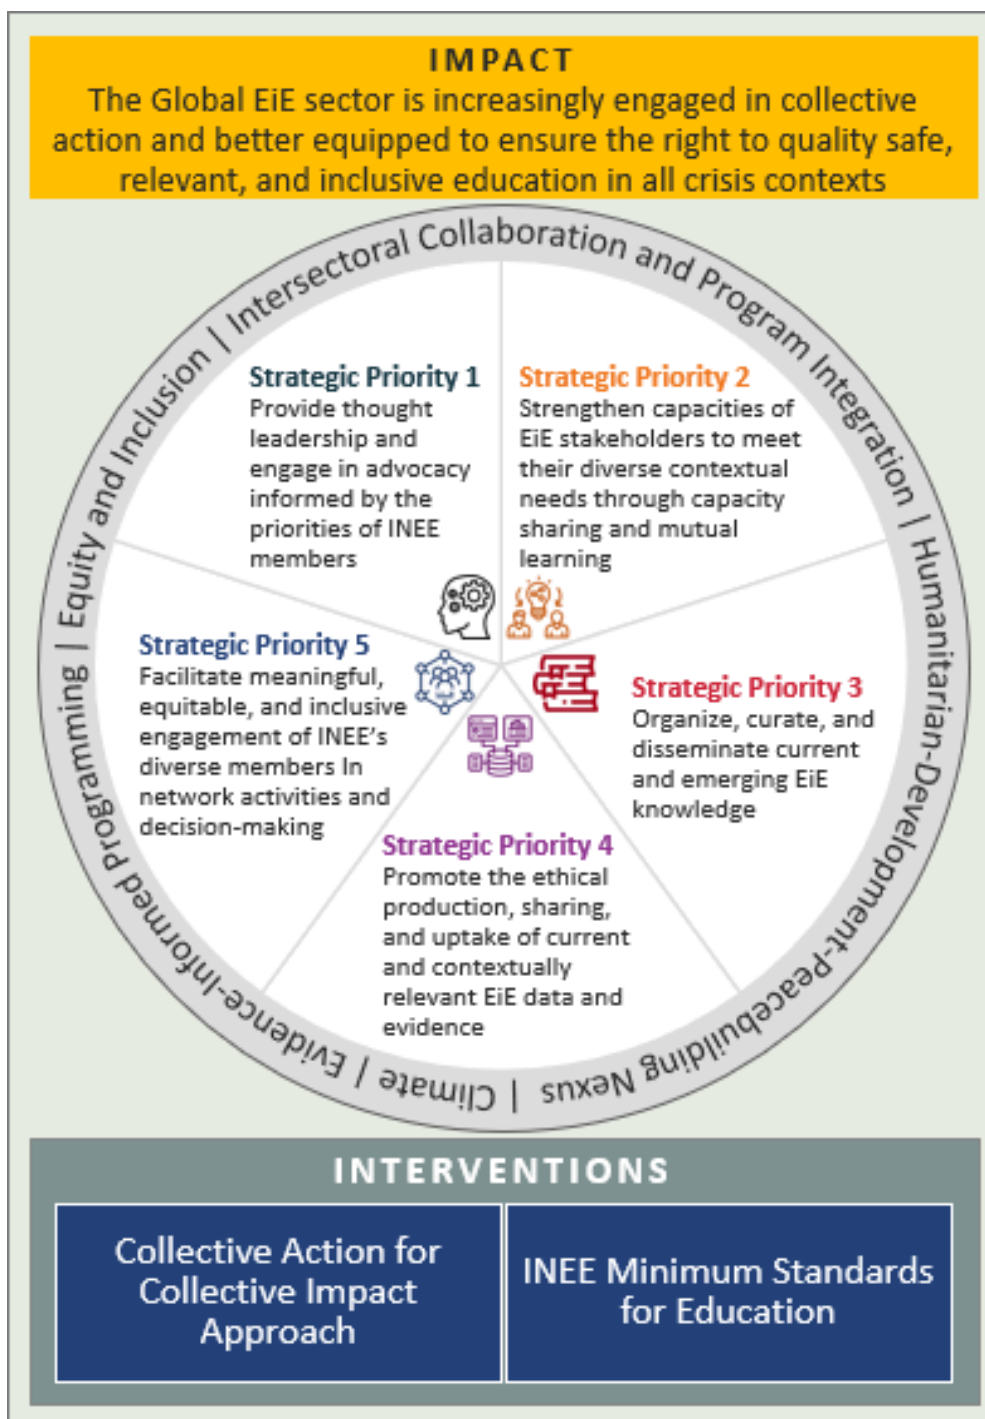 IMPACT
The Global EiE sector is increasingly engaged in collective
action and better equipped to ensure the right to quality safe,
relevant, and inclusive education in all crisis contexts
Equity and Inclusion | Intersectoral Collaboration and Program Integration | Humanitarian-Development-Peacebuilding Nexus | Climate | Evidence-Informed Programming |
Strategic Priority 1
Provide thought
leadership and
engage in advocacy
informed by the
priorities of INEE
members
Strategic Priority 2
Strengthen capacities of
EiE stakeholders to meet
their diverse contextual
needs through capacity
sharing and mutual
learning
Strategic Priority 3
Organize, curate, and
disseminate current
and emerging EiE
knowledge
Strategic Priority 4
Promote the ethical
production, sharing,
and uptake of current
and contextually
relevant EiE data and
evidence
Strategic Priority 5
Facilitate meaningful,
equitable, and inclusive
engagement of INEE’s
diverse members In
network activities and
decision-making
INTERVENTIONS
Collective Action for
Collective Impact
Approach
INEE Minimum Standards
for Education